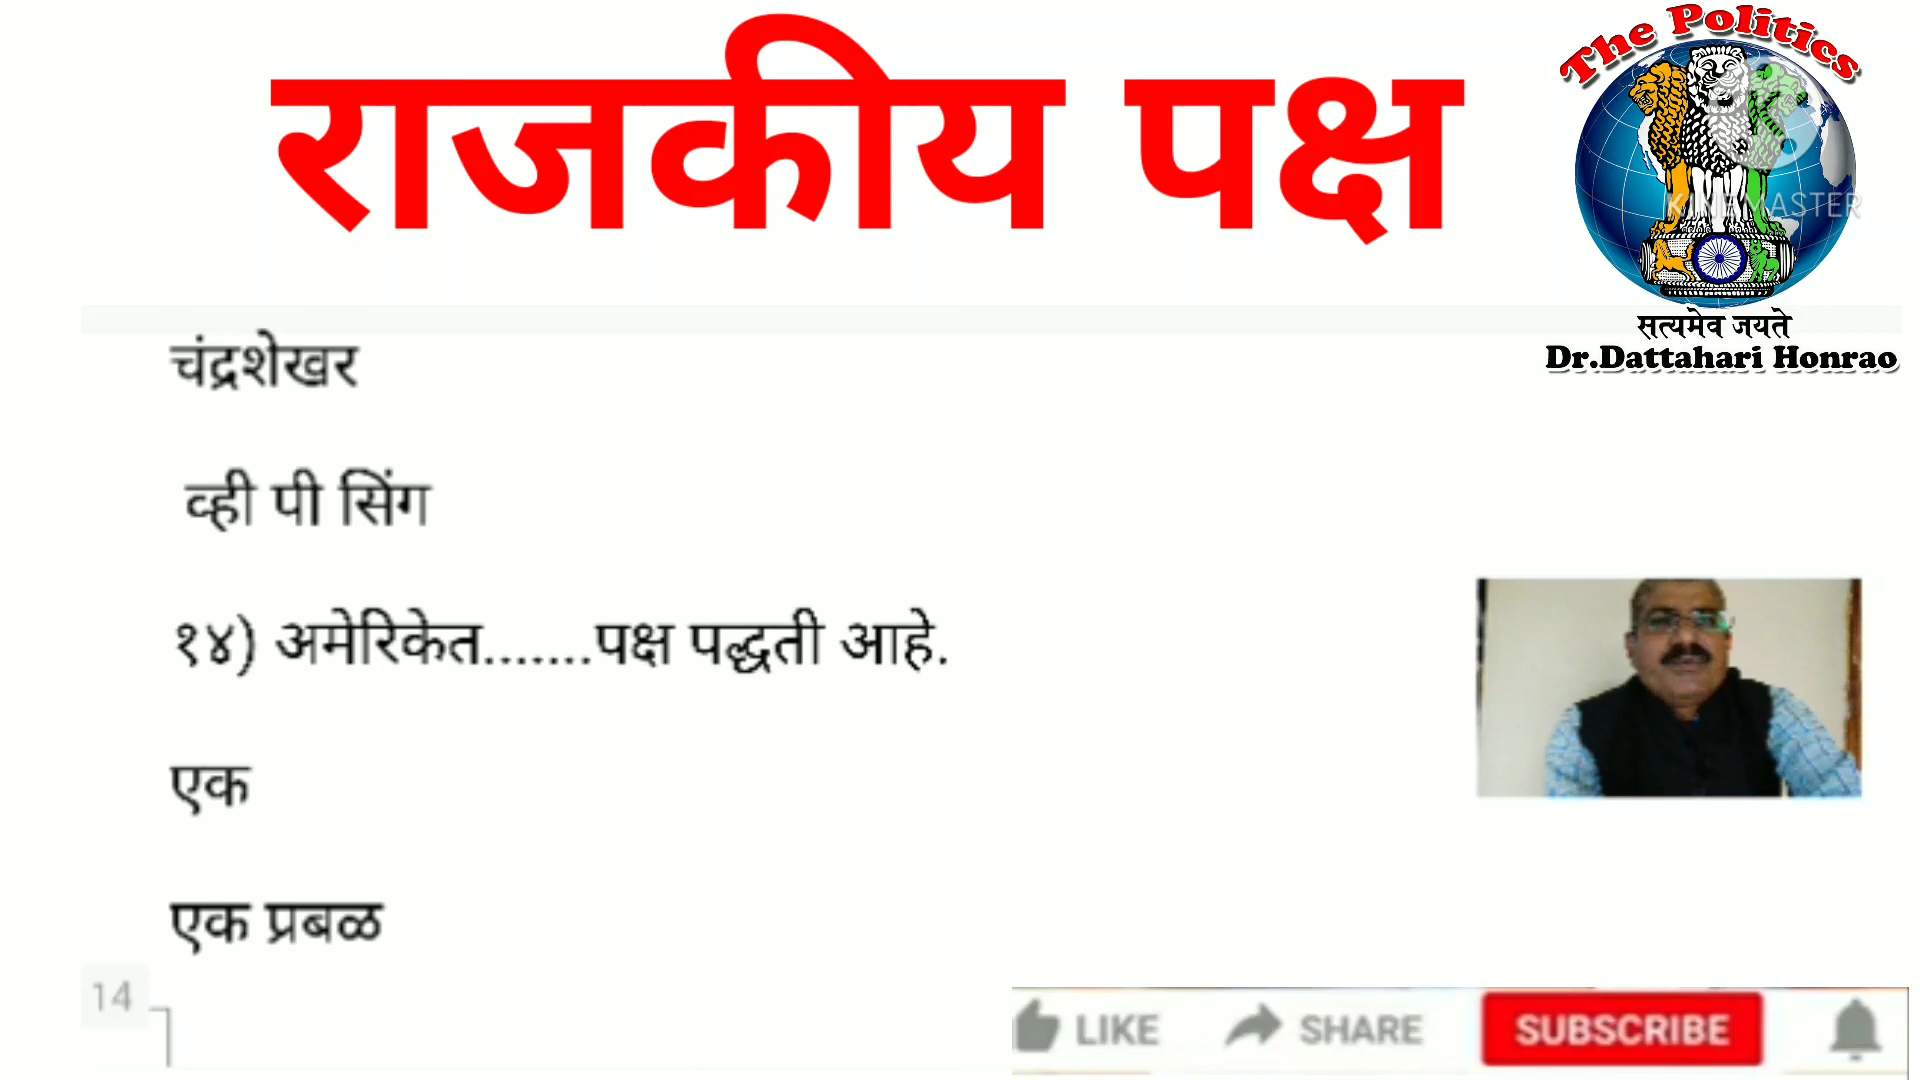 राजकीय पक्ष
The Politics
KINEMASTER
सत्यमेव जयते
Dr.Dattahari Honrao
चंद्रशेखर
व्ही पी सिंग
१४) अमेरिकेत.......पक्ष पद्धती आहे.
एक
एक प्रबळ
14
LIKE
SHARE
SUBSCRIBE